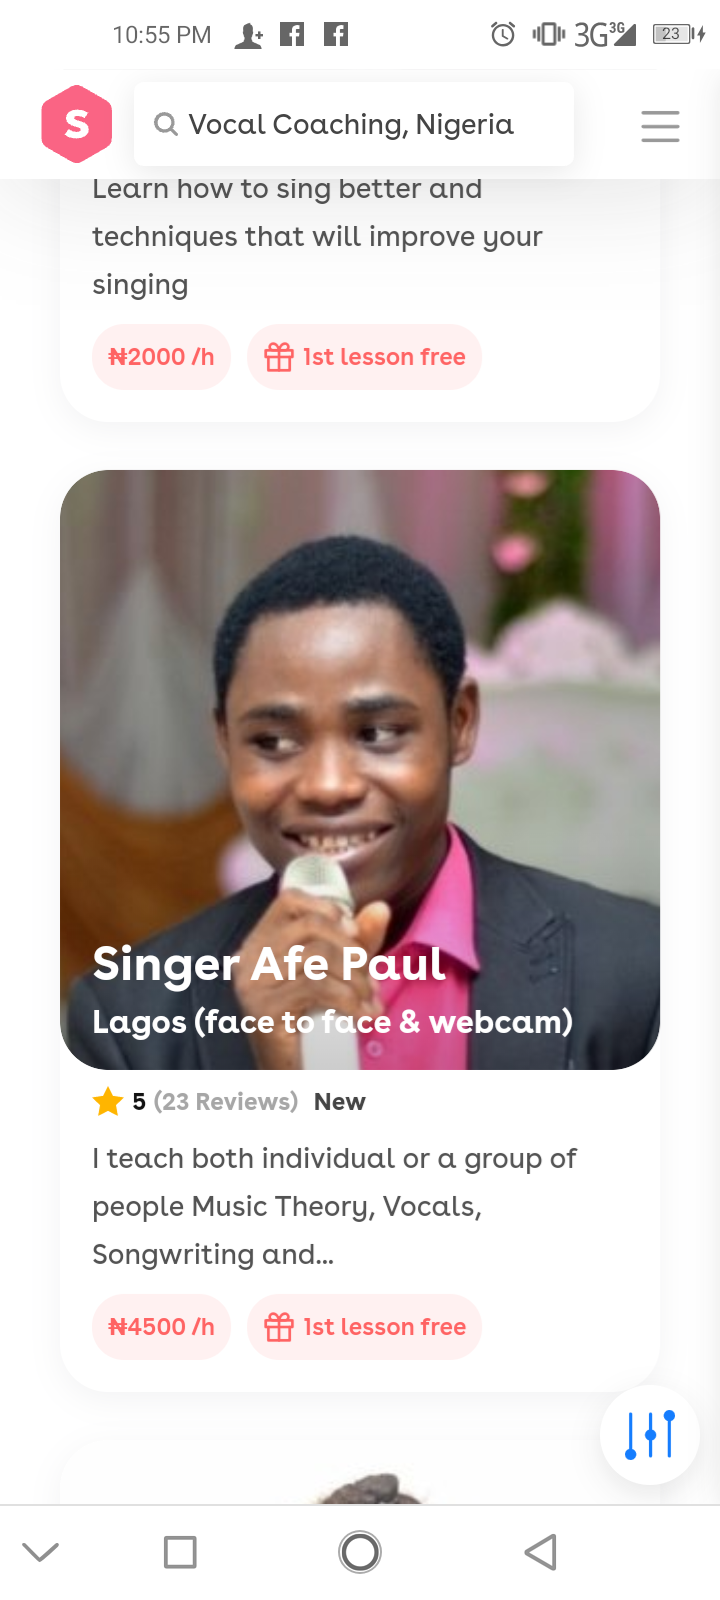 10:55 PM 3G 3G 23
S Vocal Coaching, Nigeria
Learn how to sing better and
techniques that will improve your
singing
₦2000 /h 1st lesson free
Singer Afe Paul
Lagos (face to face & webcam)
5 (23 Reviews) New
I teach both individual or a group of
people Music Theory, Vocals,
Songwriting and...
₦4500 /h 1st lesson free